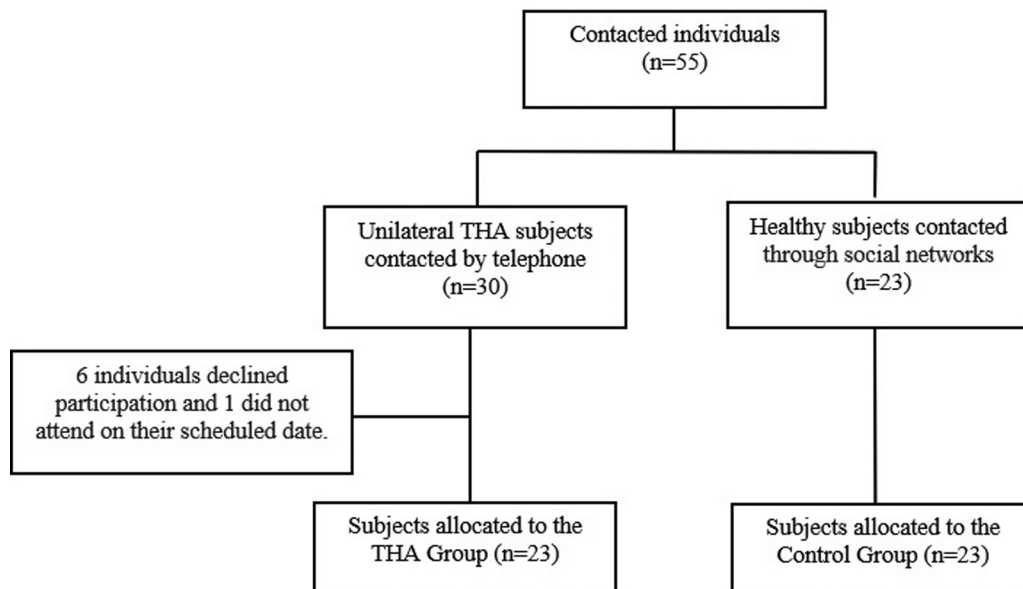 Contacted individuals
(n=55)
Unilateral THA subjects
contacted by telephone
(n=30)
Healthy subjects contacted
through social networks
(n=23)
6 individuals declined
participation and 1 did not
attend on their scheduled date.
Subjects allocated to the
THA Group (n=23)
Subjects allocated to the
Control Group (n=23)